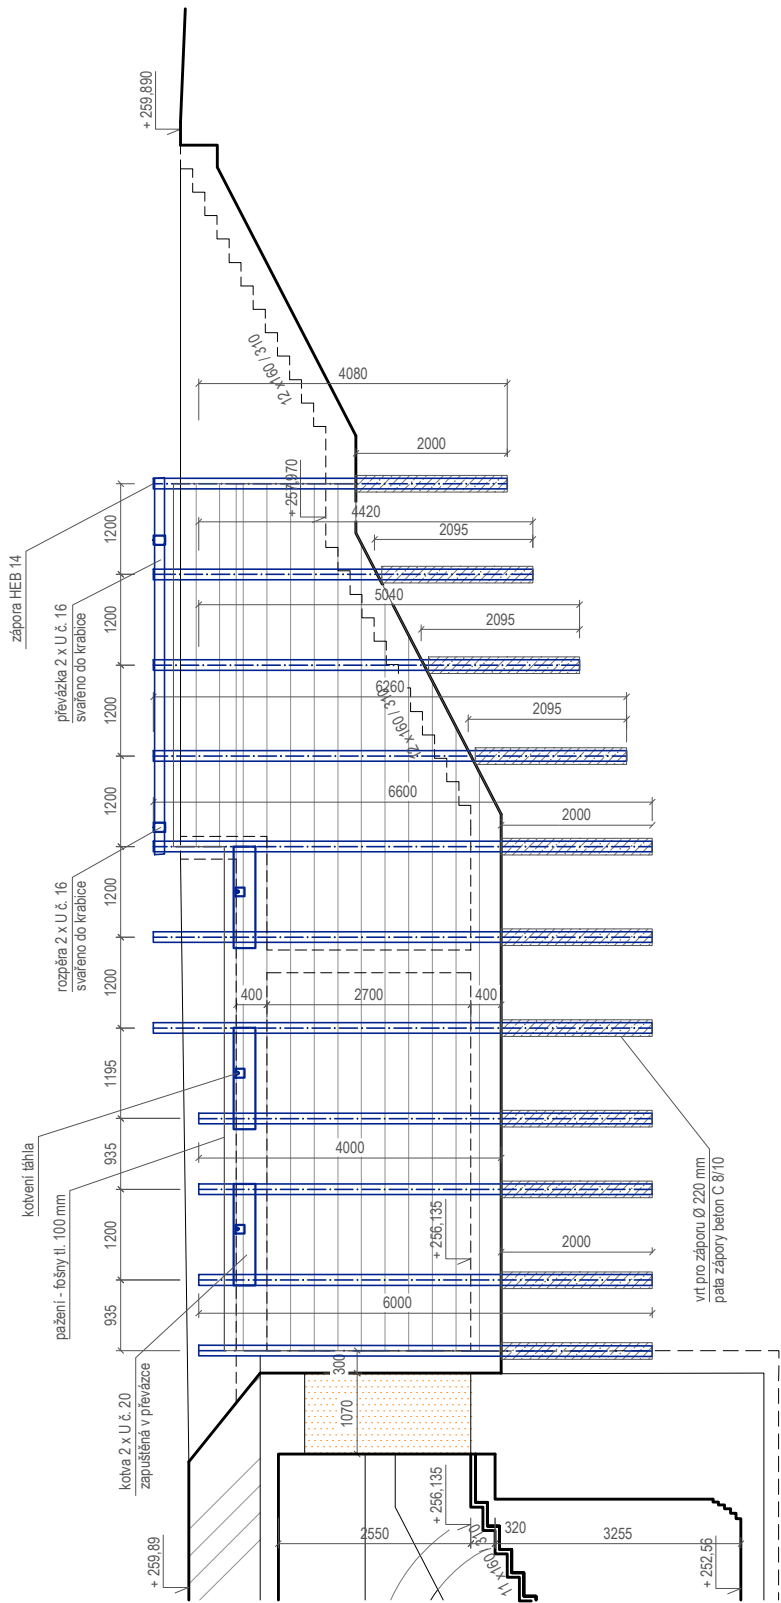 + 259,890
12 x160 / 310
4080
2000
+ 257,970
4420
2095
5040
2095
6260
12 x160 / 310
2095
6600
2000
zápora HEB 14
převázka 2 x U č. 16
svařeno do krabice
rozpěra 2 x U č. 16
svařeno do krabice
kotvení táhla
pažení - fošny tl. 100 mm
kotva 2 x U č. 20
zapuštěná v převázce
1200
1200
1200
1200
1200
1200
1195
935
1200
935
400
2700
400
4000
+ 256,135
2000
6000
vrt pro záporu Ø 220 mm
pata zápory beton C 8/10
300
1070
+ 259,89
2550
+ 256,135
11 x160 / 310
320
3255
+ 252,56